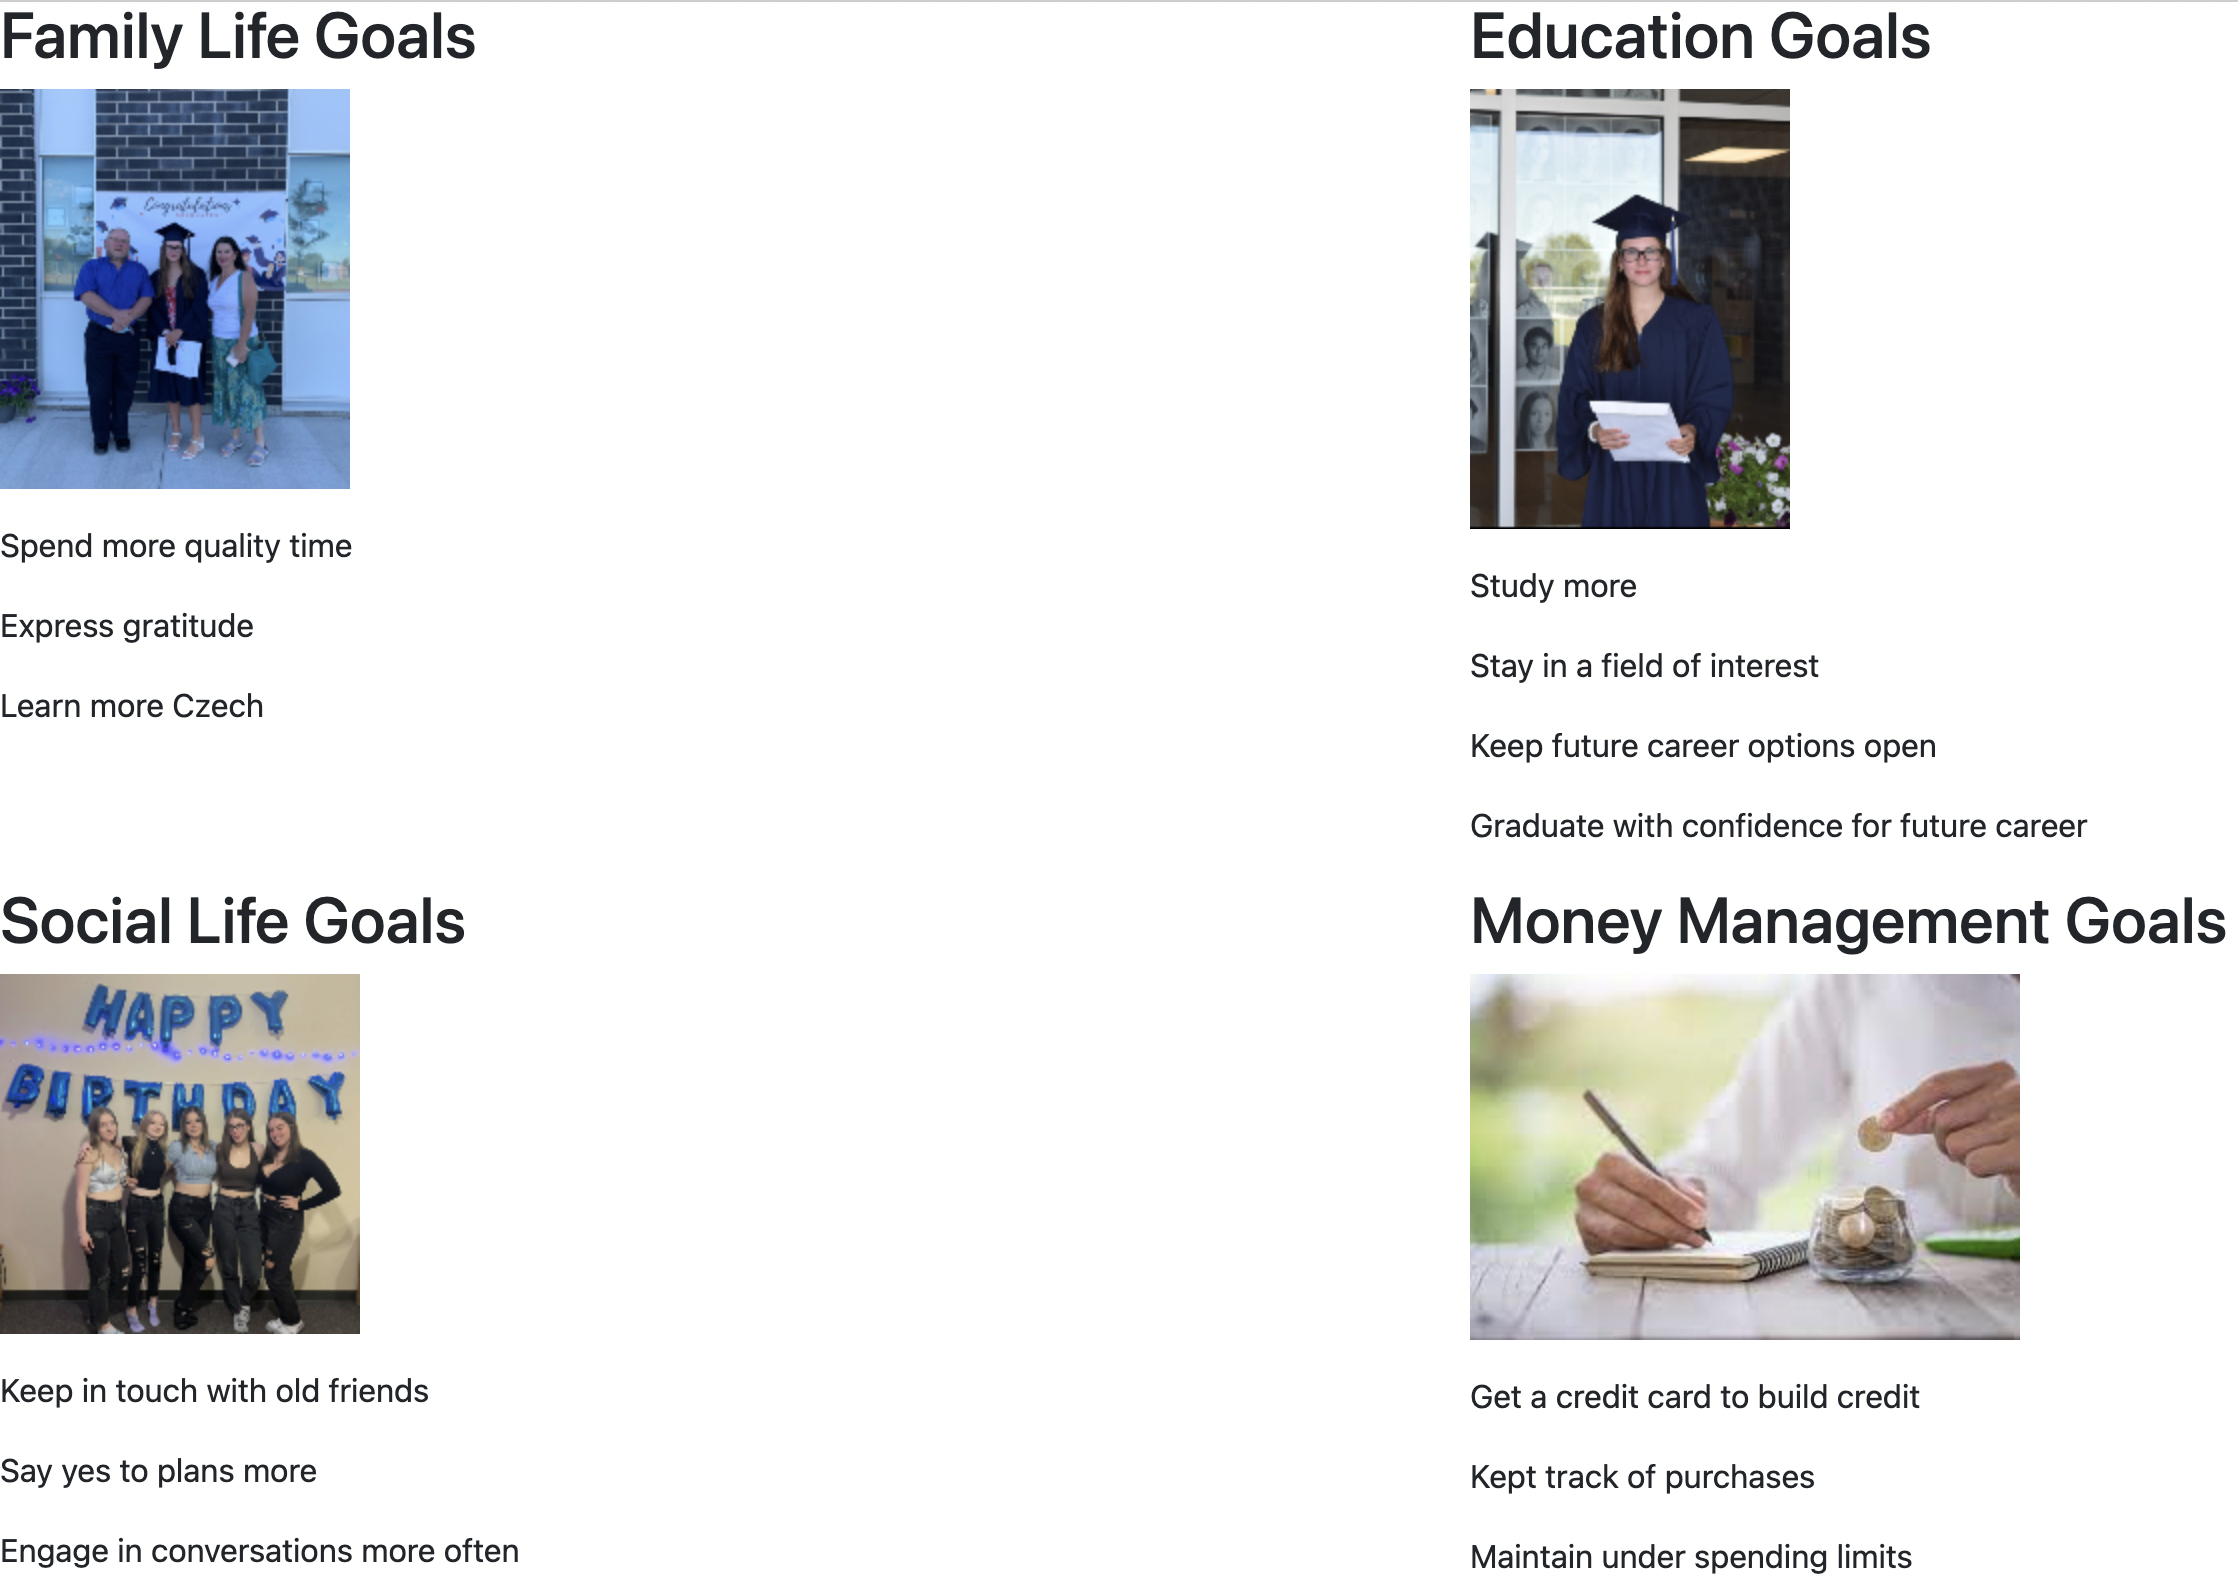 Family Life Goals
Congratulations
Spend more quality time
Express gratitude
Learn more Czech
Education Goals
Study more
Stay in a field of interest
Keep future career options open
Graduate with confidence for future career
Social Life Goals
HAPPY
BIRTHDAY
Keep in touch with old friends
Say yes to plans more
Engage in conversations more often
Money Management Goals
Get a credit card to build credit
Kept track of purchases
Maintain under spending limits